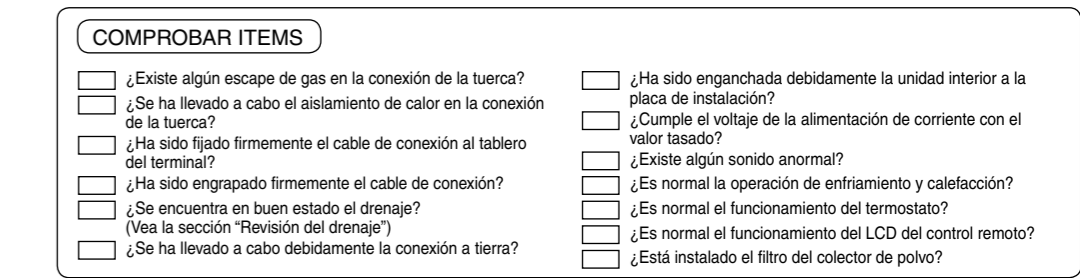 COMPROBAR ITEMS
¿Existe algún escape de gas en la conexión de la tuerca?
¿Se ha llevado a cabo el aislamiento de calor en la conexión
de la tuerca?
¿Ha sido fijado firmemente el cable de conexión al tablero
del terminal?
¿Ha sido engrapado firmemente el cable de conexión?
¿Se encuentra en buen estado el drenaje?
(Vea la sección “Revisión del drenaje”)
¿Se ha llevado a cabo debidamente la conexión a tierra?
¿Ha sido enganchada debidamente la unidad interior a la
placa de instalación?
¿Cumple el voltaje de la alimentación de corriente con el
valor tasado?
¿Existe algún sonido anormal?
¿Es normal la operación de enfriamiento y calefacción?
¿Es normal el funcionamiento del termostato?
¿Es normal el funcionamiento del LCD del control remoto?
¿Está instalado el filtro del colector de polvo?